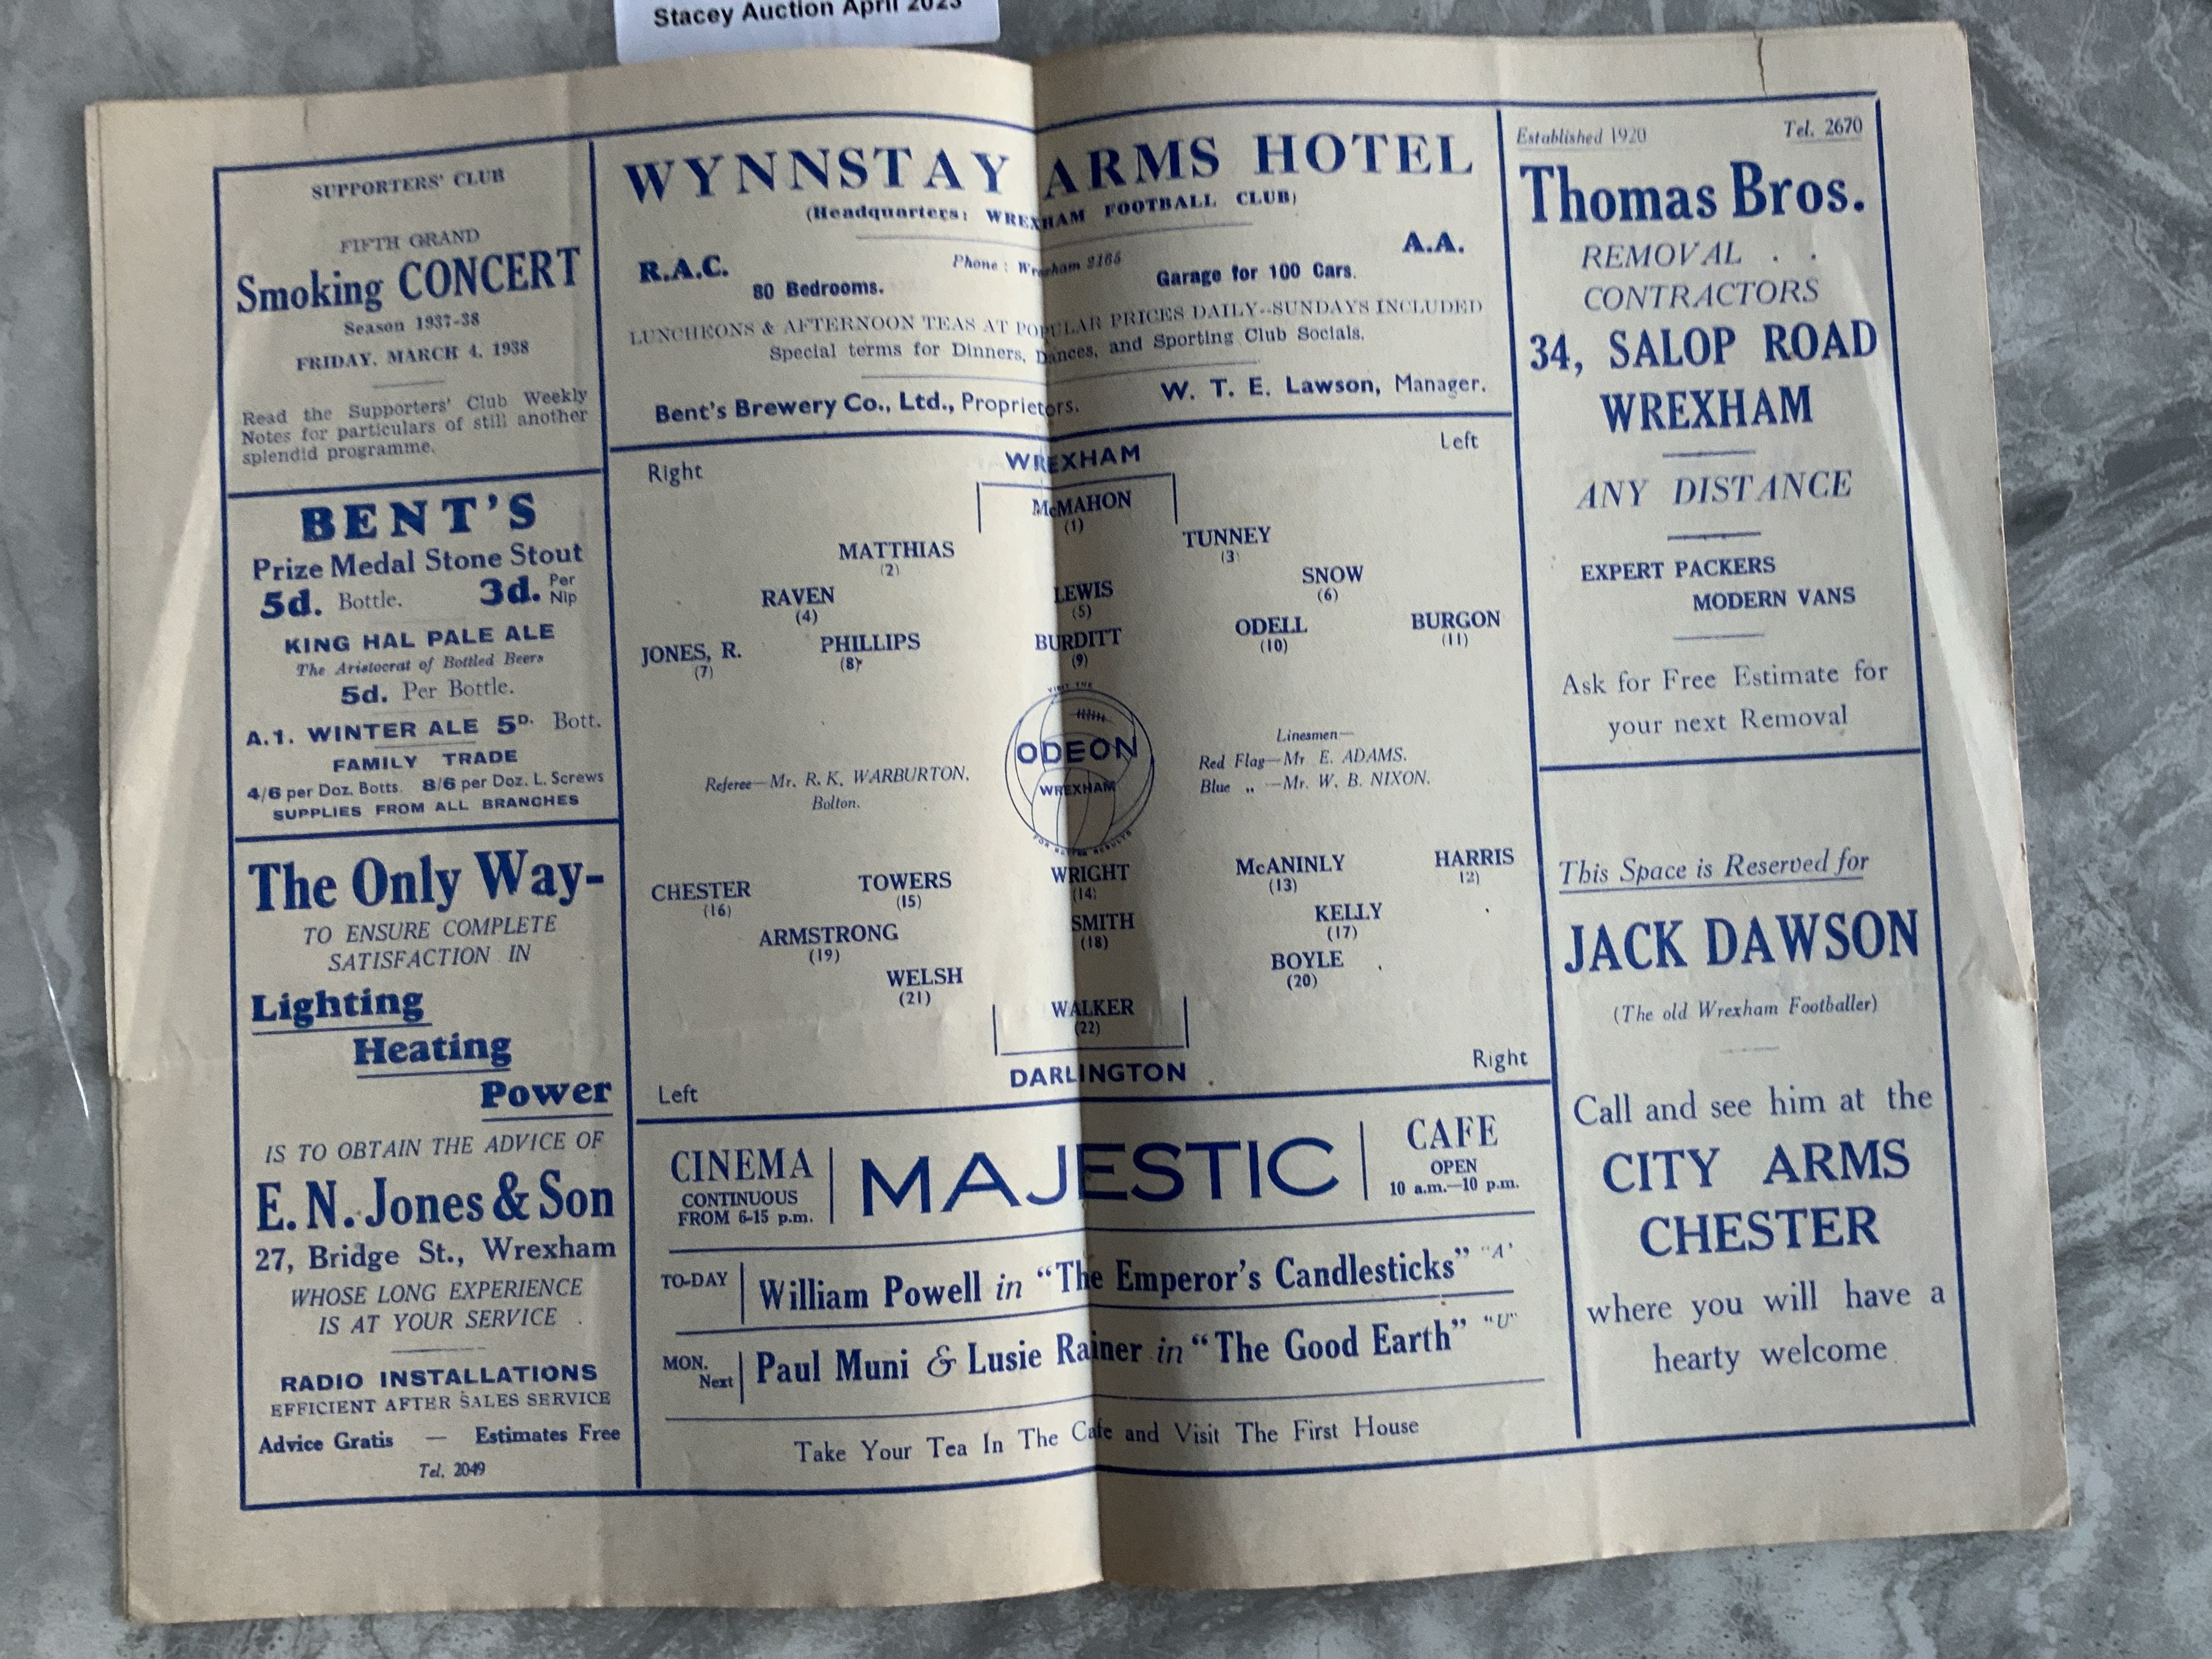 Stacey Auction April 2023
SUPPORTERS' CLUB
FIFTH GRAND
Smoking CONCERT
Season 1937-38
FRIDAY, MARCH 4, 1938
Read the Supporters' Club Weekly
Notes for particulars of still another
splendid programme.
BENT'S
Prize Medal Stone Stout
5d. Bottle. 3d. Per Nip
KING HAL PALE ALE
The Aristocrat of Bottled Beers
5d. Per Bottle.
A.1. WINTER ALE 5D. Bott.
FAMILY TRADE
4/6 per Doz. Botts. 8/6 per Doz. L. Screws
SUPPLIES FROM ALL BRANCHES
The Only Way-
TO ENSURE COMPLETE
SATISFACTION IN
Lighting
Heating
Power
IS TO OBTAIN THE ADVICE OF
E. N. Jones & Son
27, Bridge St., Wrexham
WHOSE LONG EXPERIENCE
IS AT YOUR SERVICE .
RADIO INSTALLATIONS
EFFICIENT AFTER SALES SERVICE
Advice Gratis — Estimates Free
Tel. 2049
WYNNSTAY ARMS HOTEL
(Headquarters: WREXHAM FOOTBALL CLUB)
R.A.C. Phone: Wrexham 2165 A.A.
80 Bedrooms. Garage for 100 Cars.
LUNCHEONS & AFTERNOON TEAS AT POPULAR PRICES DAILY--SUNDAYS INCLUDED
Special terms for Dinners, Dances, and Sporting Club Socials.
Bent's Brewery Co., Ltd., Proprietors. W. T. E. Lawson, Manager.
Right WREXHAM Left
McMAHON
(1)
MATTHIAS TUNNEY
(2) (3)
RAVEN LEWIS SNOW
(4) (5) (6)
JONES, R. PHILLIPS BURDITT ODELL BURGON
(7) (8) (9) (10) (11)
VISIT THE
ODEON
WREXHAM
FOR BETTER RESULTS
Referee—Mr. R. K. WARBURTON,
Bolton.
Linesmen—
Red Flag—Mr E. ADAMS.
Blue „ —Mr. W. B. NIXON.
CHESTER TOWERS WRIGHT McANINLY HARRIS
(16) (15) (14) (13) 12)
ARMSTRONG SMITH KELLY
(19) (18) (17)
WELSH BOYLE
(21) (20)
WALKER
(22)
Left DARLINGTON Right
CINEMA
CONTINUOUS
FROM 6-15 p.m.
MAJESTIC
CAFE
OPEN
10 a.m.—10 p.m.
TO-DAY William Powell in "The Emperor's Candlesticks" "A'
MON. Next Paul Muni & Lusie Rainer in "The Good Earth" "U"
Take Your Tea In The Cafe and Visit The First House
Established 1920 Tel. 2670
Thomas Bros.
REMOVAL . .
CONTRACTORS
34, SALOP ROAD
WREXHAM
ANY DISTANCE
EXPERT PACKERS
MODERN VANS
Ask for Free Estimate for
your next Removal
This Space is Reserved for
JACK DAWSON
(The old Wrexham Footballer)
Call and see him at the
CITY ARMS
CHESTER
where you will have a
hearty welcome